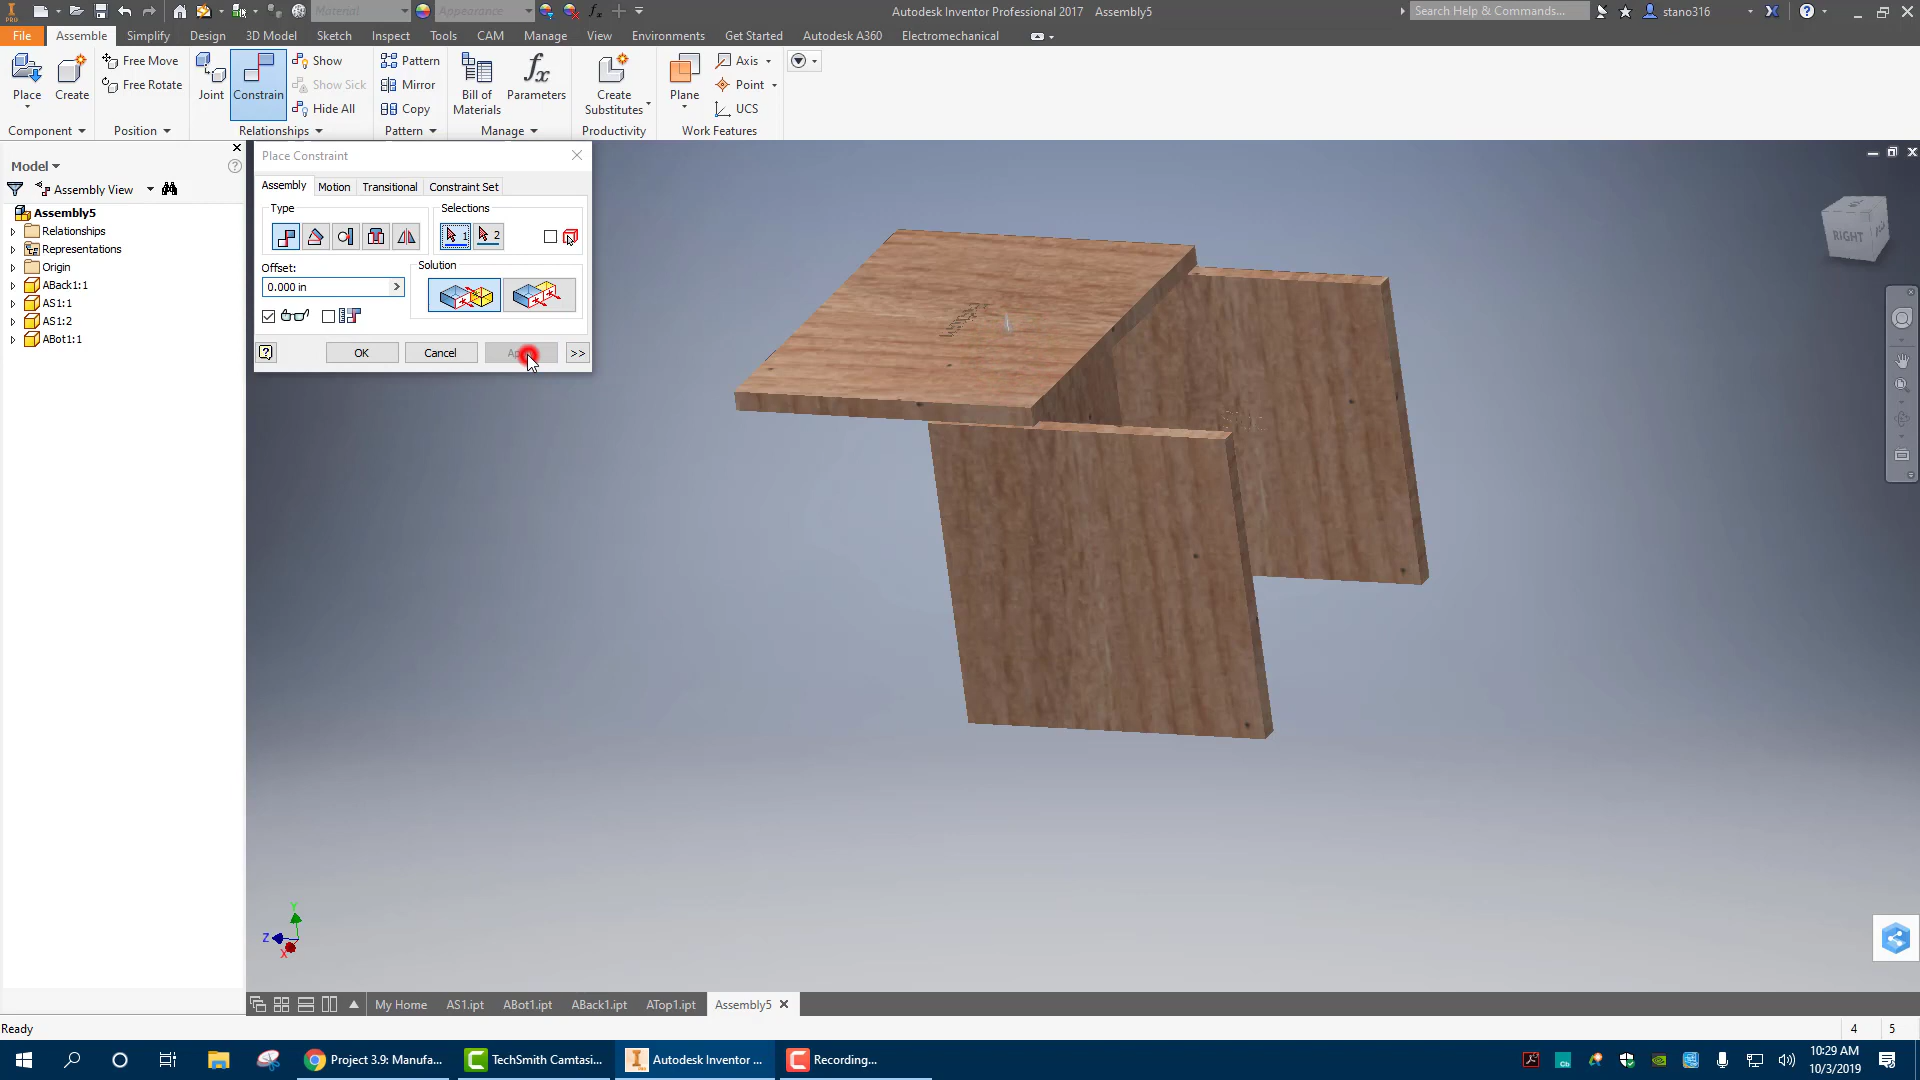 Material
Appearance
Autodesk Inventor Professional 2017 Assembly5
Search Help & Commands...
stano316
PRO
File
Assemble
Simplify
Design
3D Model
Sketch
Inspect
Tools
CAM
Manage
View
Environments
Get Started
Autodesk A360
Electromechanical
Place
Create
Free Move
Free Rotate
Joint
Constrain
Show
Show Sick
Hide All
Pattern
Mirror
Copy
Bill of
Materials
Parameters
Create
Substitutes
Plane
Axis
Point
UCS
Component
Position
Relationships
Pattern
Manage
Productivity
Work Features
Model
Assembly View
Assembly5
Relationships
Representations
Origin
ABack1:1
AS1:1
AS1:2
ABot1:1
Place Constraint
Assembly
Motion
Transitional
Constraint Set
Type
Selections
1
2
Offset:
0.000 in
Solution
OK
Cancel
>>
RIGHT
Y
Z
X
My Home
AS1.ipt
ABot1.ipt
ABack1.ipt
ATop1.ipt
Assembly5
Ready
4
5
Project 3.9: Manufa...
TechSmith Camtasi...
Autodesk Inventor ...
Recording...
10:29 AM
10/3/2019